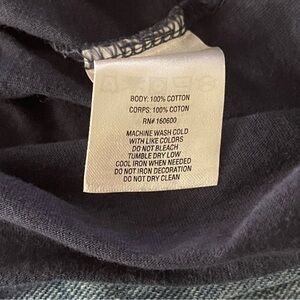 BODY: 100% COTTON
CORPS: 100% COTON
RN# 160600
MACHINE WASH COLD
WITH LIKE COLORS
DO NOT BLEACH
TUMBLE DRY LOW
COOL IRON WHEN NEEDED
DO NOT IRON DECORATION
DO NOT DRY CLEAN